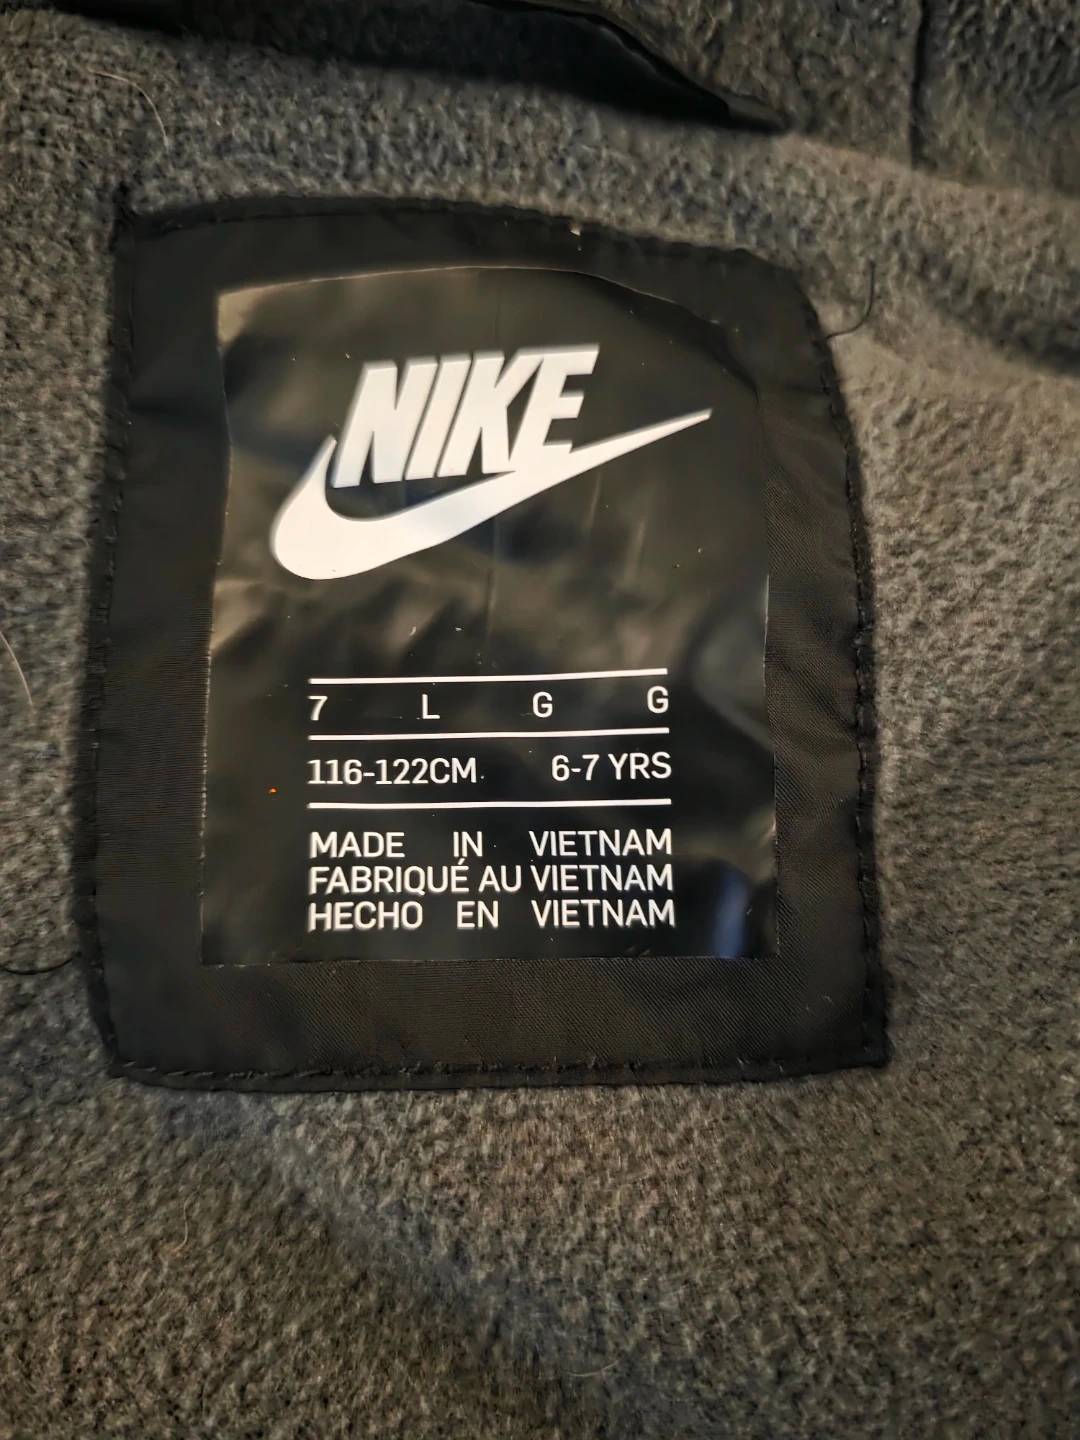 NIKE
7 L G G
116-122CM 6-7 YRS
MADE IN VIETNAM
FABRIQUÉ AU VIETNAM
HECHO EN VIETNAM